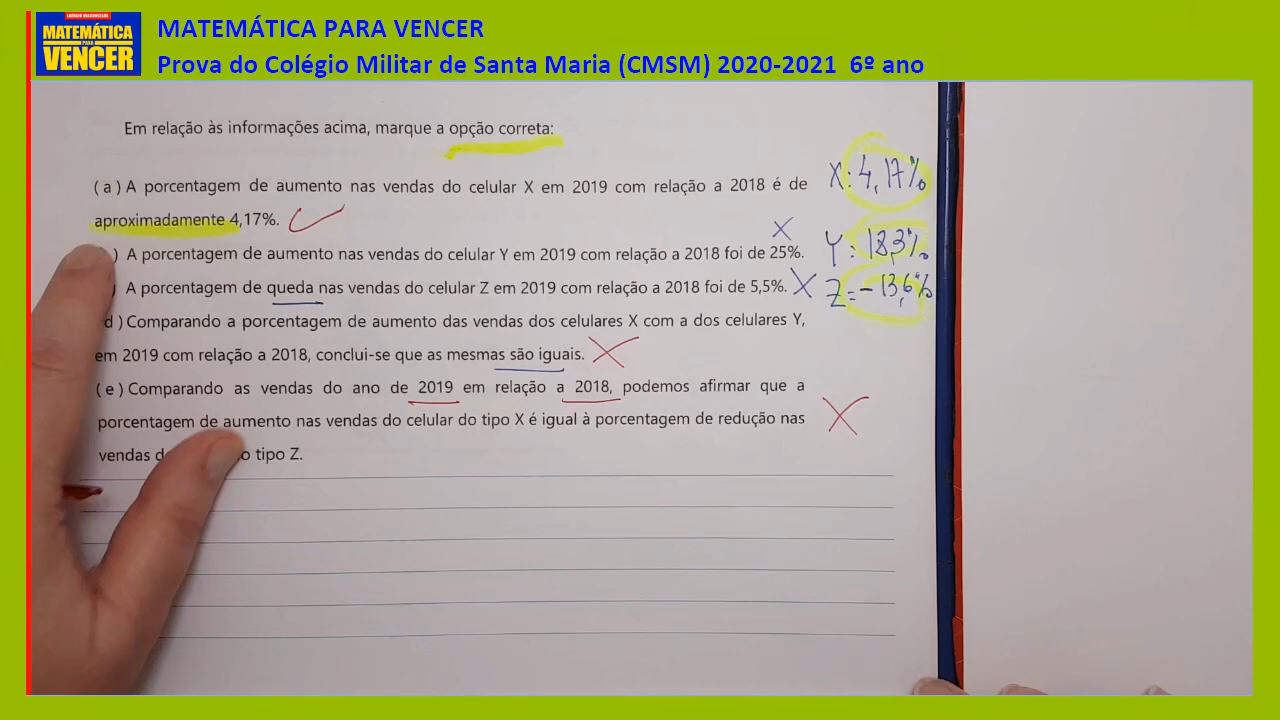 LAÉRCIO VASCONCELOS
MATEMÁTICA
PARA
VENCER
MATEMÁTICA PARA VENCER
Prova do Colégio Militar de Santa Maria (CMSM) 2020-2021 6º ano
Em relação às informações acima, marque a opção correta:
( a ) A porcentagem de aumento nas vendas do celular X em 2019 com relação a 2018 é de
aproximadamente 4,17%.
) A porcentagem de aumento nas vendas do celular Y em 2019 com relação a 2018 foi de 25%.
) A porcentagem de queda nas vendas do celular Z em 2019 com relação a 2018 foi de 5,5%.
d ) Comparando a porcentagem de aumento das vendas dos celulares X com a dos celulares Y,
em 2019 com relação a 2018, conclui-se que as mesmas são iguais.
( e ) Comparando as vendas do ano de 2019 em relação a 2018, podemos afirmar que a
porcentagem de aumento nas vendas do celular do tipo X é igual à porcentagem de redução nas
vendas d o tipo Z.
X: 4,17%
Y: 18,3%
Z= -13,6%